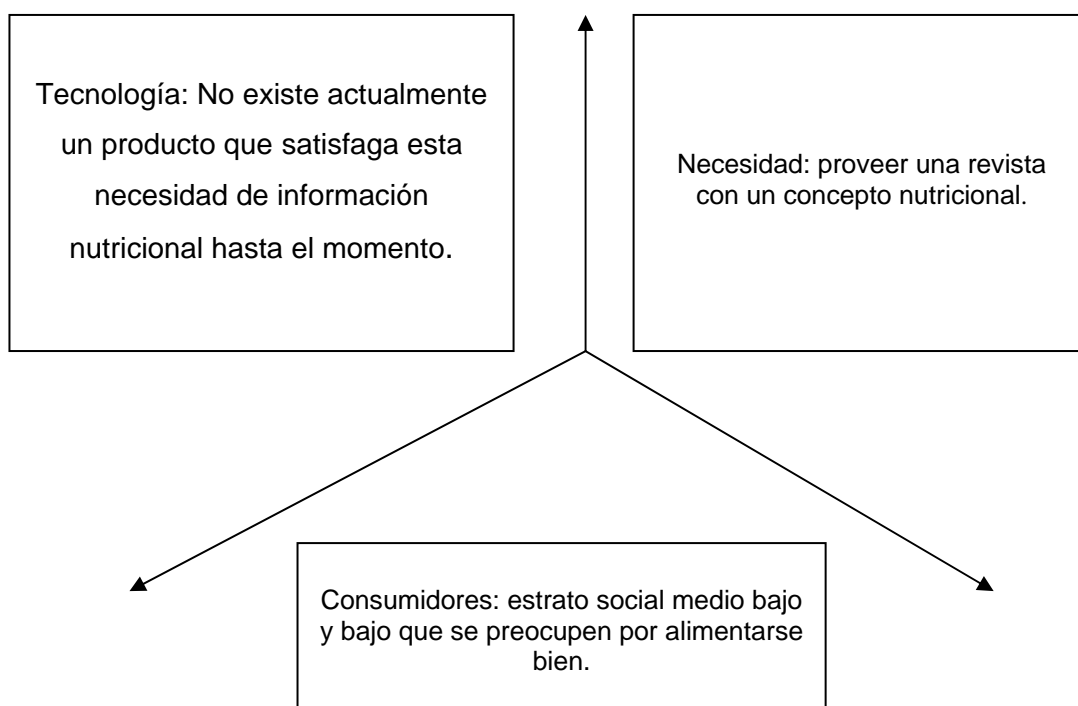 Tecnología: No existe actualmente
un producto que satisfaga esta
necesidad de información
nutricional hasta el momento.
Necesidad: proveer una revista
con un concepto nutricional.
Consumidores: estrato social medio bajo
y bajo que se preocupen por alimentarse
bien.